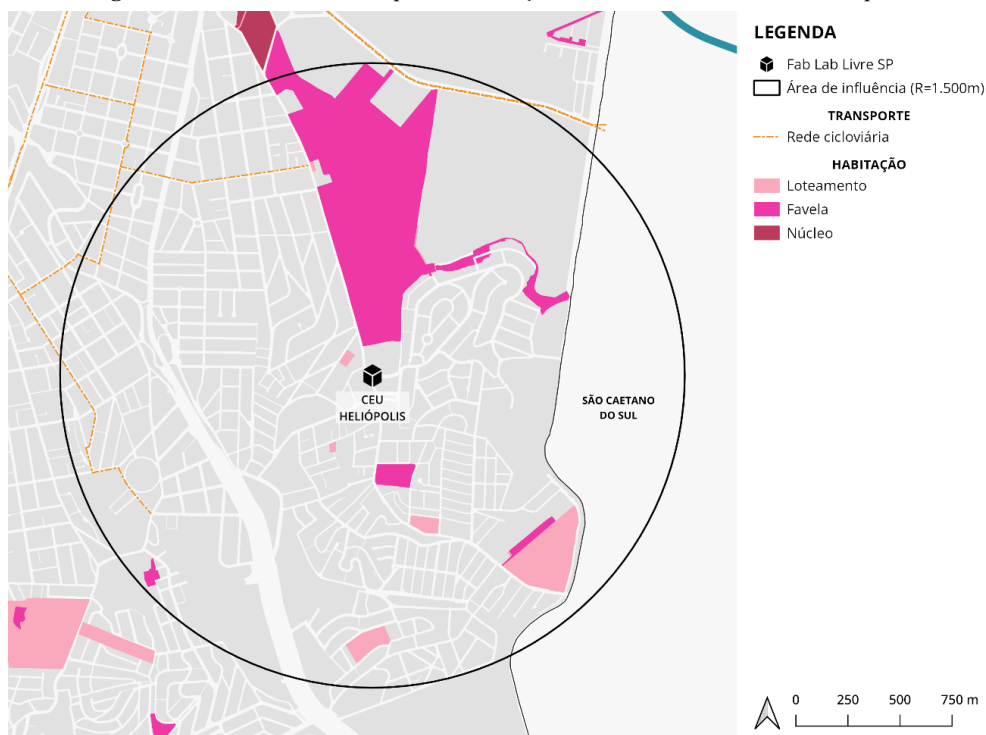 LEGENDA
Fab Lab Livre SP
Área de influência (R=1.500m)
TRANSPORTE
Rede cicloviária
HABITAÇÃO
Loteamento
Favela
Núcleo
CEU
HELIÓPOLIS
SÃO CAETANO
DO SUL
0 250 500 750 m